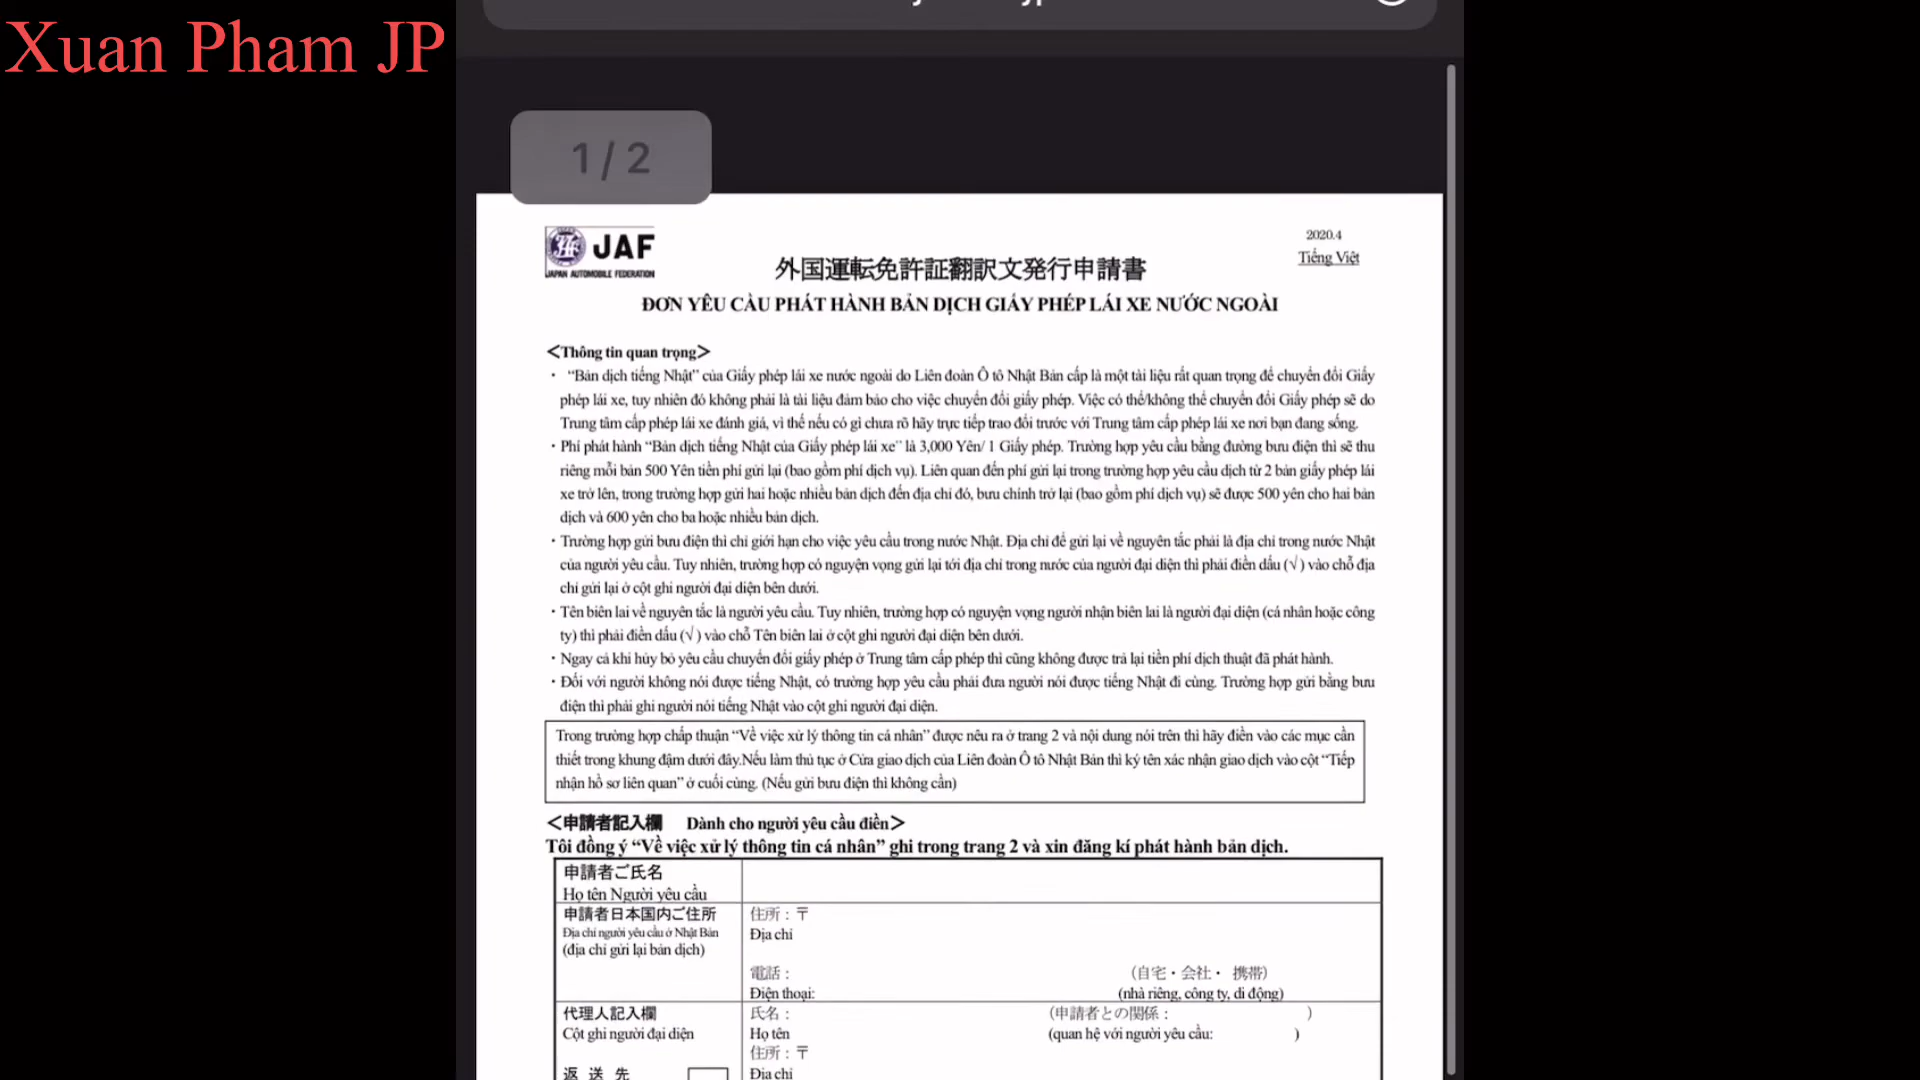 Xuan Pham JP
1 / 2
JAF
JAPAN AUTOMOBILE FEDERATION
2020.4
Tiếng Việt
外国運転免許証翻訳文発行申請書
ĐƠN YÊU CẦU PHÁT HÀNH BẢN DỊCH GIẤY PHÉP LÁI XE NƯỚC NGOÀI
<Thông tin quan trọng>
・ “Bản dịch tiếng Nhật” của Giấy phép lái xe nước ngoài do Liên đoàn Ô tô Nhật Bản cấp là một tài liệu rất quan trọng để chuyển đổi Giấy
phép lái xe, tuy nhiên đó không phải là tài liệu đảm bảo cho việc chuyển đổi giấy phép. Việc có thể/không thể chuyển đổi Giấy phép sẽ do
Trung tâm cấp phép lái xe đánh giá, vì thế nếu có gì chưa rõ hãy trực tiếp trao đổi trước với Trung tâm cấp phép lái xe nơi bạn đang sống.
・Phí phát hành “Bản dịch tiếng Nhật của Giấy phép lái xe” là 3,000 Yên/ 1 Giấy phép. Trường hợp yêu cầu bằng đường bưu điện thì sẽ thu
riêng mỗi bản 500 Yên tiền phí gửi lại (bao gồm phí dịch vụ). Liên quan đến phí gửi lại trong trường hợp yêu cầu dịch từ 2 bản giấy phép lái
xe trở lên, trong trường hợp gửi hai hoặc nhiều bản dịch đến địa chỉ đó, bưu chính trở lại (bao gồm phí dịch vụ) sẽ được 500 yên cho hai bản
dịch và 600 yên cho ba hoặc nhiều bản dịch.
・Trường hợp gửi bưu điện thì chỉ giới hạn cho việc yêu cầu trong nước Nhật. Địa chỉ để gửi lại về nguyên tắc phải là địa chỉ trong nước Nhật
của người yêu cầu. Tuy nhiên, trường hợp có nguyện vọng gửi lại tới địa chỉ trong nước của người đại diện thì phải điền dấu (√ ) vào chỗ địa
chỉ gửi lại ở cột ghi người đại diện bên dưới.
・Tên biên lai về nguyên tắc là người yêu cầu. Tuy nhiên, trường hợp có nguyện vọng người nhận biên lai là người đại diện (cá nhân hoặc công
ty) thì phải điền dấu (√ ) vào chỗ Tên biên lai ở cột ghi người đại diện bên dưới.
・Ngay cả khi hủy bỏ yêu cầu chuyển đổi giấy phép ở Trung tâm cấp phép thì cũng không được trả lại tiền phí dịch thuật đã phát hành.
・Đối với người không nói được tiếng Nhật, có trường hợp yêu cầu phải đưa người nói được tiếng Nhật đi cùng. Trường hợp gửi bằng bưu
điện thì phải ghi người nói tiếng Nhật vào cột ghi người đại diện.
Trong trường hợp chấp thuận “Về việc xử lý thông tin cá nhân” được nêu ra ở trang 2 và nội dung nói trên thì hãy điền vào các mục cần
thiết trong khung đậm dưới đây.Nếu làm thủ tục ở Cửa giao dịch của Liên đoàn Ô tô Nhật Bản thì ký tên xác nhận giao dịch vào cột “Tiếp
nhận hồ sơ liên quan” ở cuối cùng. (Nếu gửi bưu điện thì không cần)
<申請者記入欄 Dành cho người yêu cầu điền>
Tôi đồng ý “Về việc xử lý thông tin cá nhân” ghi trong trang 2 và xin đăng kí phát hành bản dịch.
申請者ご氏名
Họ tên Người yêu cầu
申請者日本国内ご住所
Địa chỉ người yêu cầu ở Nhật Bản
(địa chỉ gửi lại bản dịch)
住所：〒
Địa chỉ
電話：
（自宅・会社・ 携帯）
Điện thoại:
(nhà riêng, công ty, di động)
代理人記入欄
Cột ghi người đại diện
氏名：
（申請者との関係： ）
Họ tên
(quan hệ với người yêu cầu: )
住所：〒
Địa chỉ
返 送 先